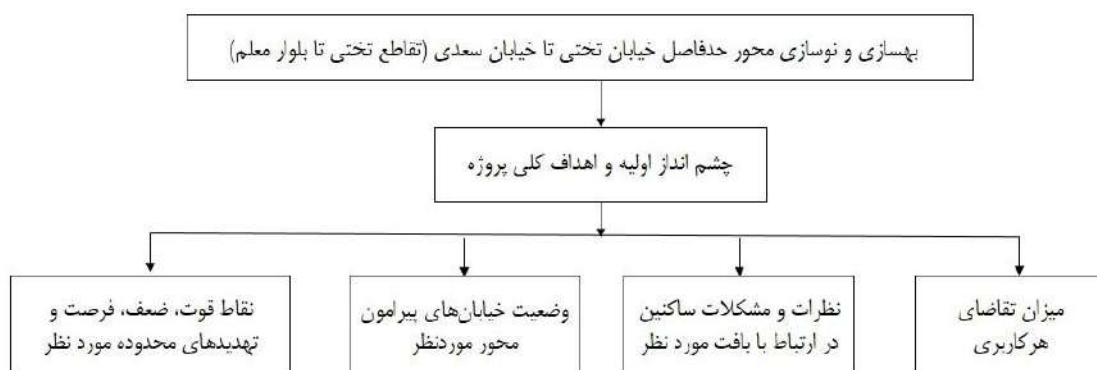 بهسازی و نوسازی محور حدفاصل خیابان تختی تا خیابان سعدی (تقاطع تختی تا بلوار معلم)
چشم انداز اولیه و اهداف کلی پروژه
میزان تقاضای
هرکاربری
نظرات و مشکلات ساکنین
در ارتباط با بافت مورد نظر
وضعیت خیابان‌های پیرامون
محور موردنظر
نقاط قوت، ضعف، فرصت و
تهدیدهای محدوده مورد نظر